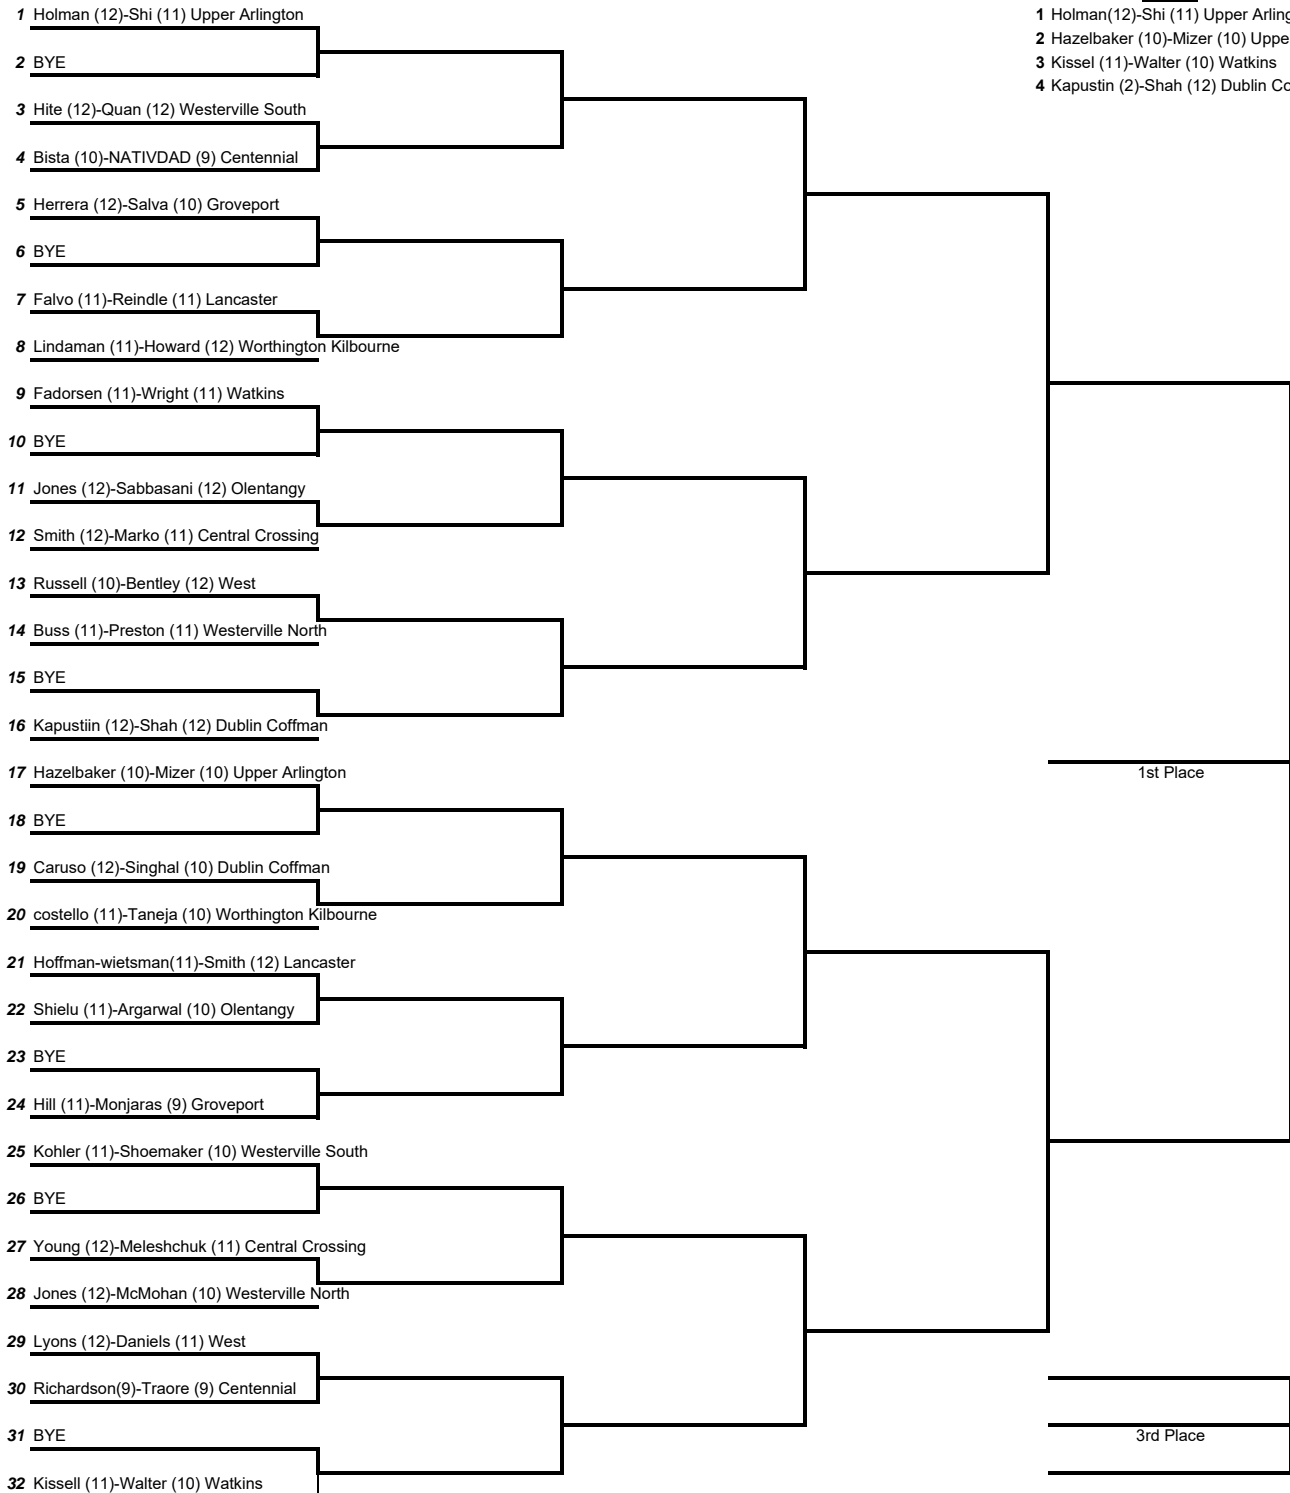 1 Holman (12)-Shi (11) Upper Arlington
2 BYE
3 Hite (12)-Quan (12) Westerville South
4 Bista (10)-NATIVDAD (9) Centennial
5 Herrera (12)-Salva (10) Groveport
6 BYE
7 Falvo (11)-Reindle (11) Lancaster
8 Lindaman (11)-Howard (12) Worthington Kilbourne
9 Fadorsen (11)-Wright (11) Watkins
10 BYE
11 Jones (12)-Sabbasani (12) Olentangy
12 Smith (12)-Marko (11) Central Crossing
13 Russell (10)-Bentley (12) West
14 Buss (11)-Preston (11) Westerville North
15 BYE
16 Kapustiin (12)-Shah (12) Dublin Coffman
17 Hazelbaker (10)-Mizer (10) Upper Arlington
18 BYE
19 Caruso (12)-Singhal (10) Dublin Coffman
20 costello (11)-Taneja (10) Worthington Kilbourne
21 Hoffman-wietsman(11)-Smith (12) Lancaster
22 Shielu (11)-Argarwal (10) Olentangy
23 BYE
24 Hill (11)-Monjaras (9) Groveport
25 Kohler (11)-Shoemaker (10) Westerville South
26 BYE
27 Young (12)-Meleshchuk (11) Central Crossing
28 Jones (12)-McMohan (10) Westerville North
29 Lyons (12)-Daniels (11) West
30 Richardson(9)-Traore (9) Centennial
31 BYE
32 Kissell (11)-Walter (10) Watkins
1 Holman(12)-Shi (11) Upper Arling
2 Hazelbaker (10)-Mizer (10) Uppe
3 Kissel (11)-Walter (10) Watkins
4 Kapustin (2)-Shah (12) Dublin Co
1st Place
3rd Place